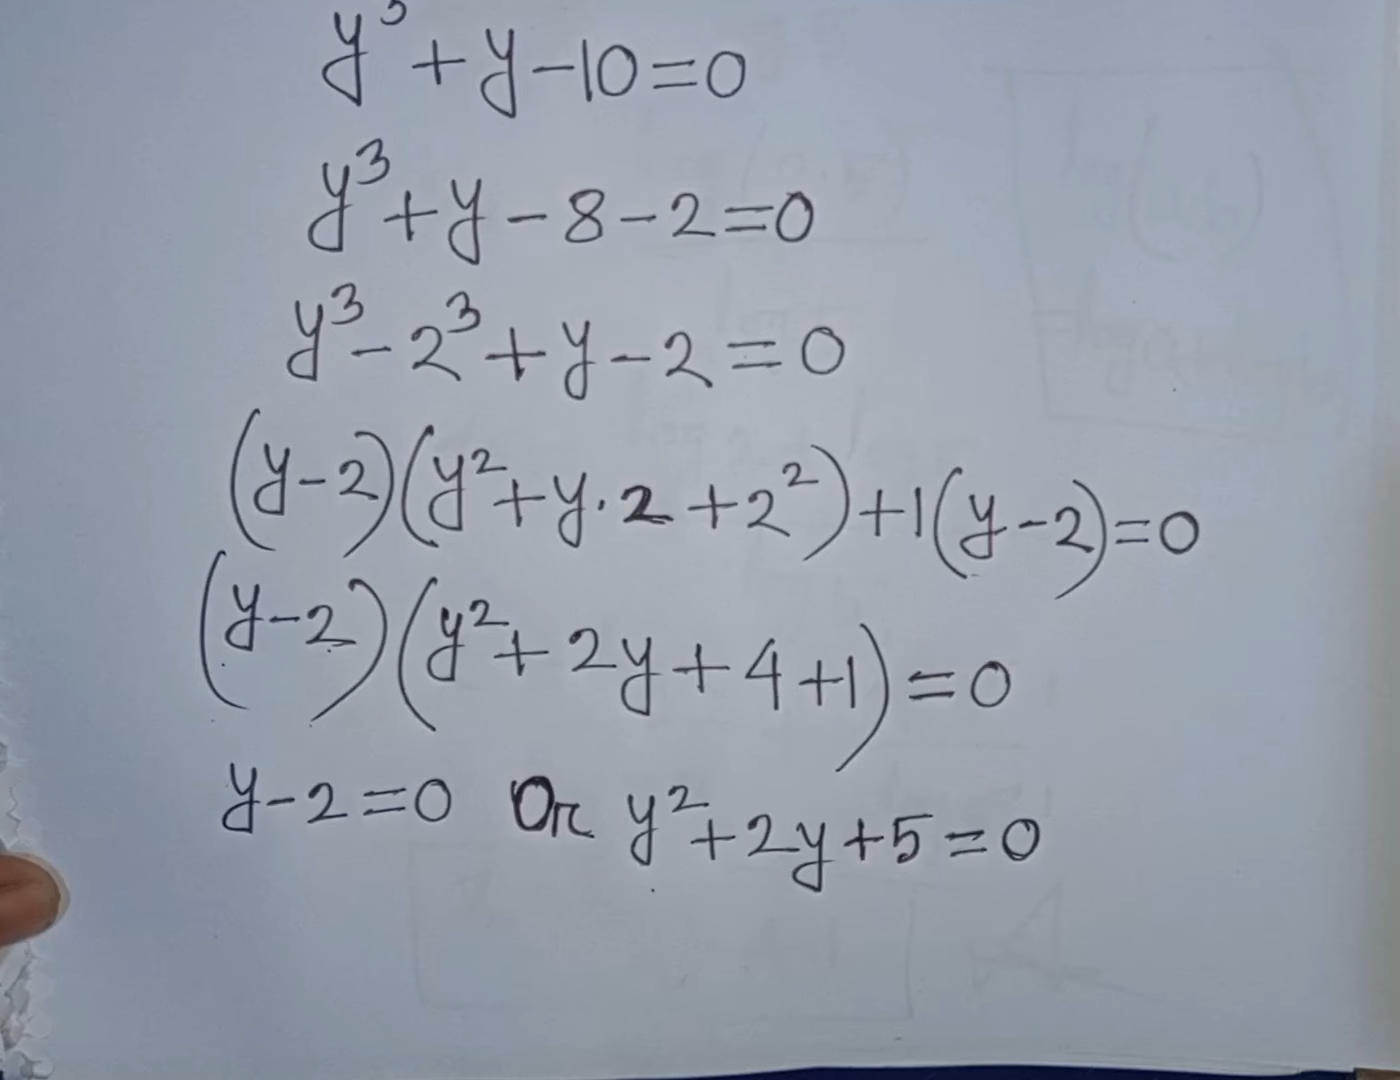 y³+y-10=0
y³+y-8-2=0
y³-2³+y-2=0
(y-2)(y²+y.2+2²)+1(y-2)=0
(y-2)(y²+2y+4+1)=0
y-2=0 Or y²+2y+5=0